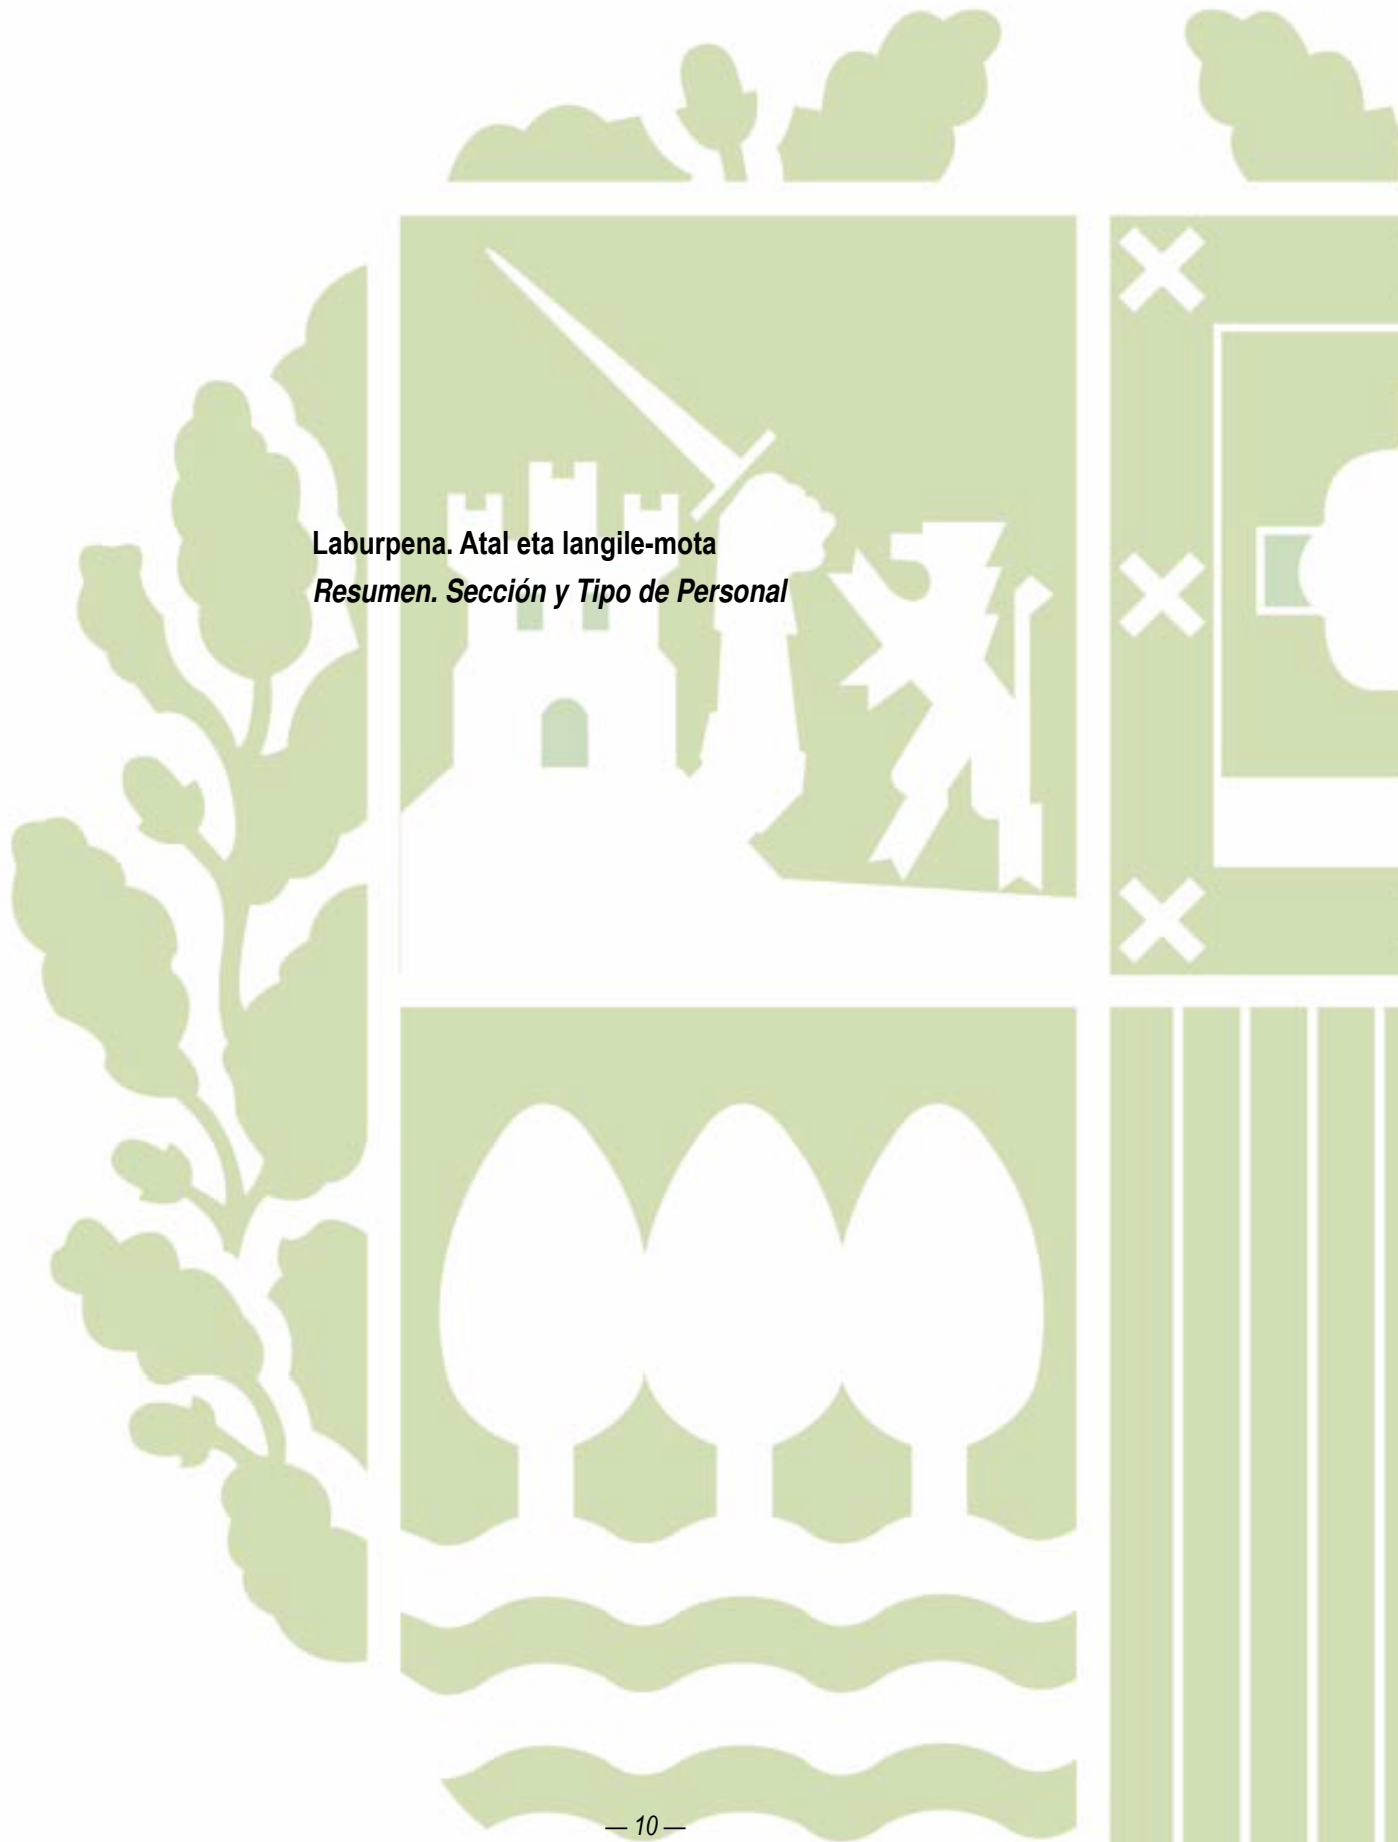 Laburpena. Atal eta langile-mota
Resumen. Sección y Tipo de Personal
— 10 —